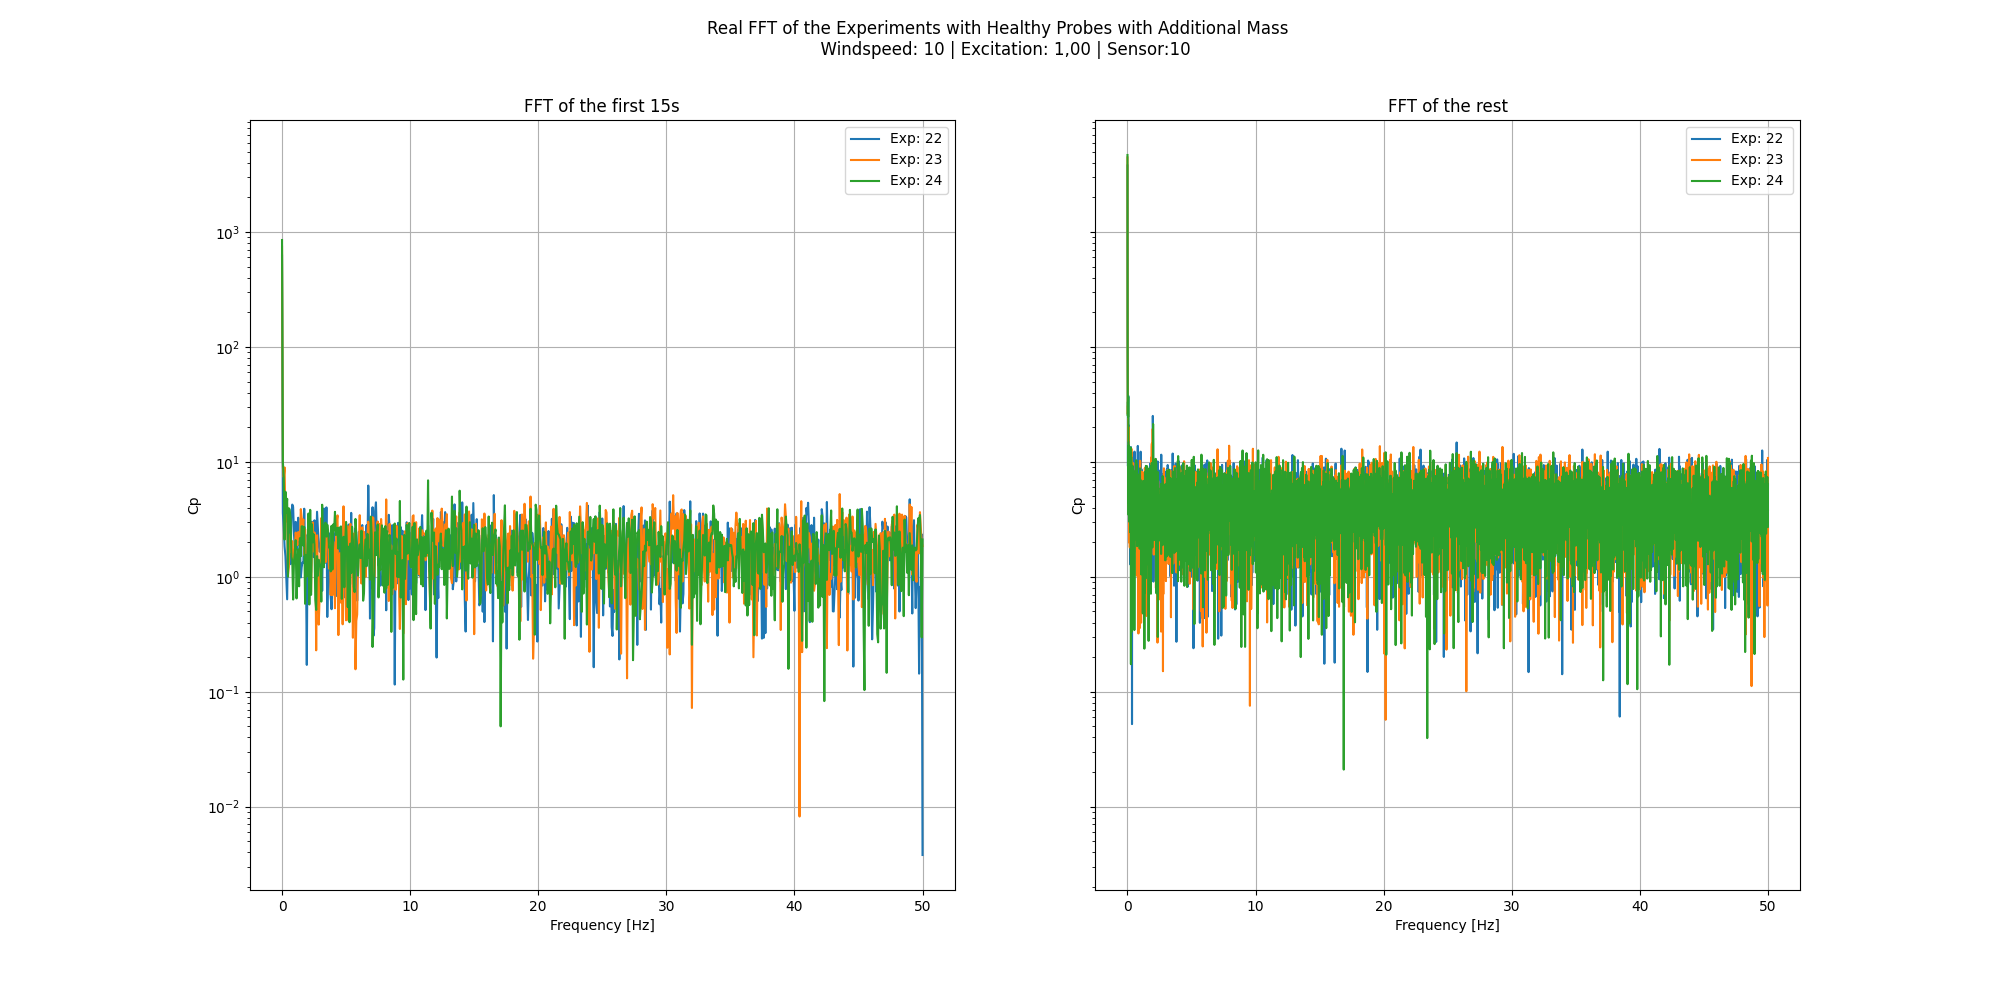 Real FFT of the Experiments with Healthy Probes with Additional Mass
Windspeed: 10 | Excitation: 1,00 | Sensor:10
FFT of the first 15s
Exp: 22
Exp: 23
Exp: 24
10³
10²
10¹
10⁰
10⁻¹
10⁻²
Cp
0 10 20 30 40 50
Frequency [Hz]
FFT of the rest
Exp: 22
Exp: 23
Exp: 24
Cp
0 10 20 30 40 50
Frequency [Hz]